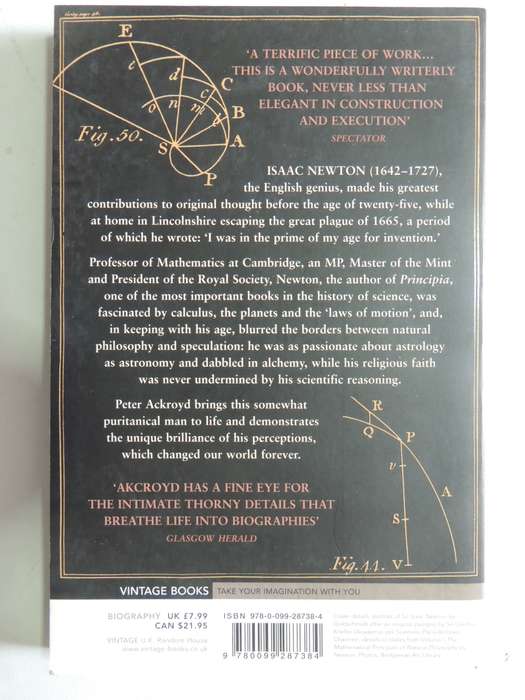 E
e
d
C
c
B
o
n
m
b
A
Fig. 50.
S
P
‘A TERRIFIC PIECE OF WORK...
THIS IS A WONDERFULLY WRITERLY
BOOK, NEVER LESS THAN
ELEGANT IN CONSTRUCTION
AND EXECUTION’
SPECTATOR
ISAAC NEWTON (1642–1727),
the English genius, made his greatest
contributions to original thought before the age of twenty-five, while
at home in Lincolnshire escaping the great plague of 1665, a period
of which he wrote: ‘I was in the prime of my age for invention.’
Professor of Mathematics at Cambridge, an MP, Master of the Mint
and President of the Royal Society, Newton, the author of Principia,
one of the most important books in the history of science, was
fascinated by calculus, the planets and the ‘laws of motion’, and,
in keeping with his age, blurred the borders between natural
philosophy and speculation: he was as passionate about astrology
as astronomy and dabbled in alchemy, while his religious faith
was never undermined by his scientific reasoning.
Peter Ackroyd brings this somewhat
puritanical man to life and demonstrates
the unique brilliance of his perceptions,
which changed our world forever.
R
Q
P
v
A
S
V
Fig. 11.
‘AKCROYD HAS A FINE EYE FOR
THE INTIMATE THORNY DETAILS THAT
BREATHE LIFE INTO BIOGRAPHIES’
GLASGOW HERALD
VINTAGE BOOKS TAKE YOUR IMAGINATION WITH YOU
BIOGRAPHY UK £7.99
CAN $21.95
VINTAGE U.K. Random House
www.vintage-books.co.uk
ISBN 978-0-099-28738-4
9 780099 287384